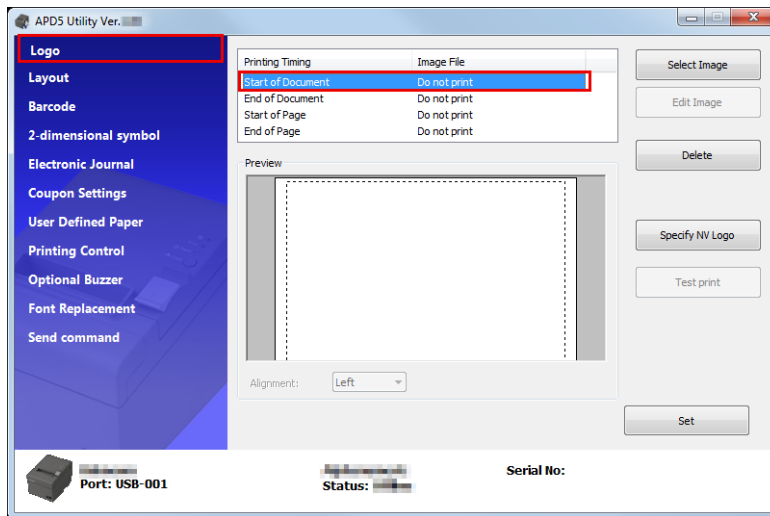 APD5 Utility Ver.
Logo
Layout
Barcode
2-dimensional symbol
Electronic Journal
Coupon Settings
User Defined Paper
Printing Control
Optional Buzzer
Font Replacement
Send command
Printing Timing Image File
Start of Document Do not print
End of Document Do not print
Start of Page Do not print
End of Page Do not print
Preview
Alignment: Left
Select Image
Edit Image
Delete
Specify NV Logo
Test print
Set
Port: USB-001
Status:
Serial No: